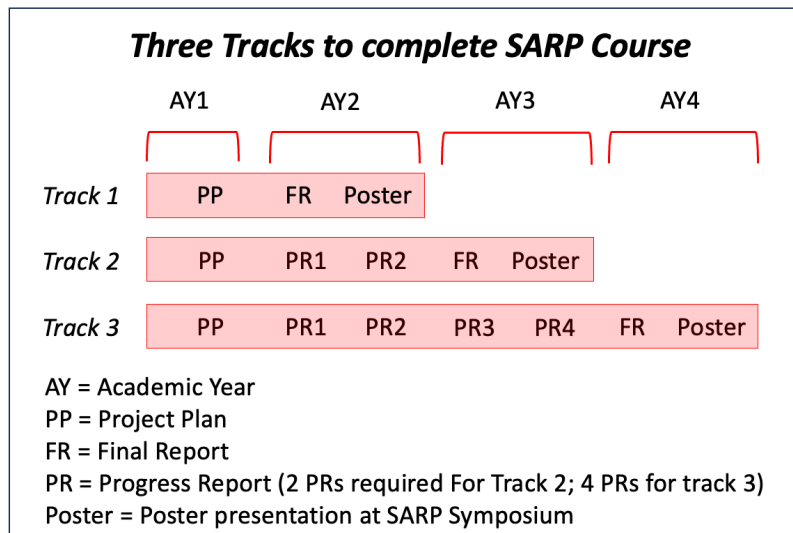 Three Tracks to complete SARP Course
AY1 AY2 AY3 AY4
Track 1 PP FR Poster
Track 2 PP PR1 PR2 FR Poster
Track 3 PP PR1 PR2 PR3 PR4 FR Poster
AY = Academic Year
PP = Project Plan
FR = Final Report
PR = Progress Report (2 PRs required For Track 2; 4 PRs for track 3)
Poster = Poster presentation at SARP Symposium